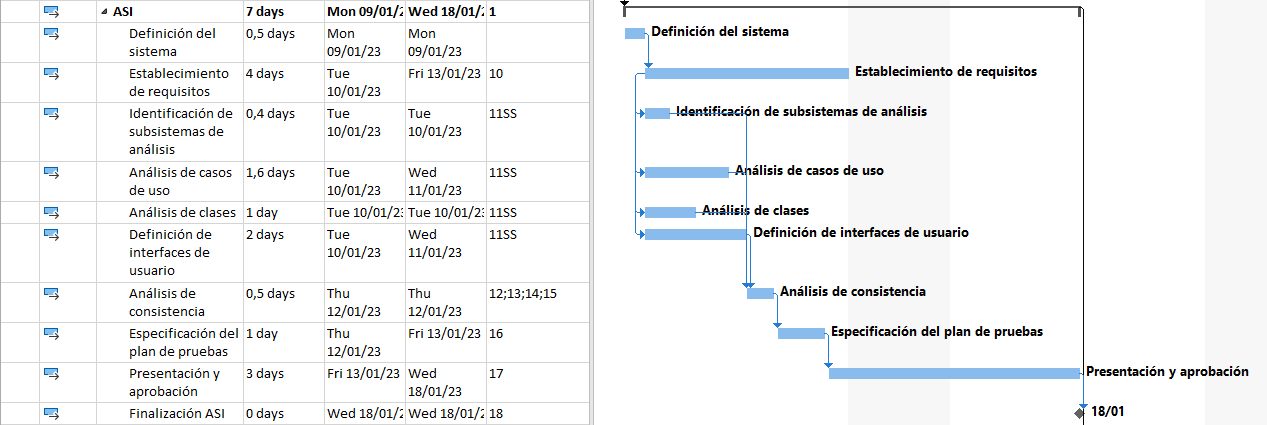 ASI 7 days Mon 09/01/2 Wed 18/01/2 1
Definición del 0,5 days Mon Mon
sistema 09/01/23 09/01/23
Definición del sistema
Establecimiento 4 days Tue Fri 13/01/23 10
de requisitos 10/01/23
Establecimiento de requisitos
Identificación de 0,4 days Tue Tue 11SS
subsistemas de 10/01/23 10/01/23
análisis
Identificación de subsistemas de análisis
Análisis de casos 1,6 days Tue Wed 11SS
de uso 10/01/23 11/01/23
Análisis de casos de uso
Análisis de clases 1 day Tue 10/01/23 Tue 10/01/23 11SS
Análisis de clases
Definición de 2 days Tue Wed 11SS
interfaces de 10/01/23 11/01/23
usuario
Definición de interfaces de usuario
Análisis de 0,5 days Thu Thu 12;13;14;15
consistencia 12/01/23 12/01/23
Análisis de consistencia
Especificación del 1 day Thu Fri 13/01/23 16
plan de pruebas 12/01/23
Especificación del plan de pruebas
Presentación y 3 days Fri 13/01/23 Wed 17
aprobación 18/01/23
Presentación y aprobación
Finalización ASI 0 days Wed 18/01/2 Wed 18/01/2 18
18/01